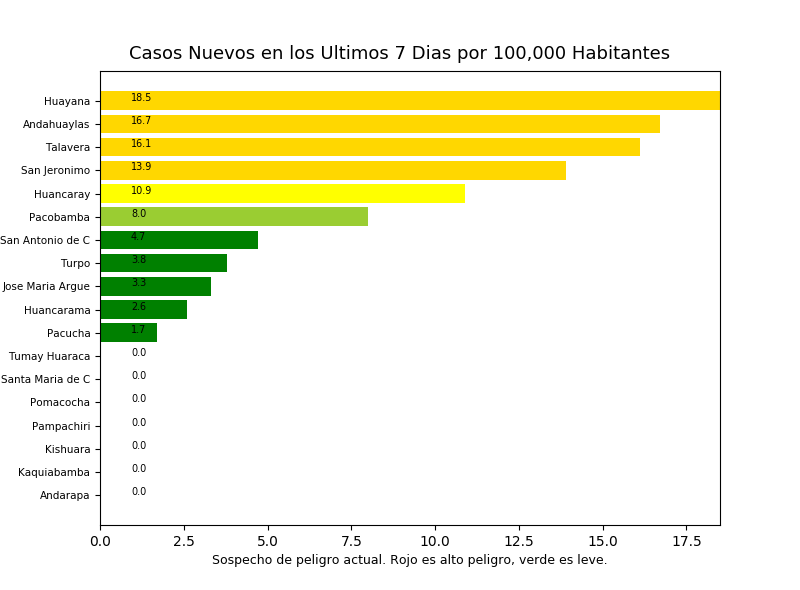 Casos Nuevos en los Ultimos 7 Dias por 100,000 Habitantes
Huayana 18.5
Andahuaylas 16.7
Talavera 16.1
San Jeronimo 13.9
Huancaray 10.9
Pacobamba 8.0
San Antonio de C 4.7
Turpo 3.8
Jose Maria Argue 3.3
Huancarama 2.6
Pacucha 1.7
Tumay Huaraca 0.0
Santa Maria de C 0.0
Pomacocha 0.0
Pampachiri 0.0
Kishuara 0.0
Kaquiabamba 0.0
Andarapa 0.0
0.0 2.5 5.0 7.5 10.0 12.5 15.0 17.5
Sospecho de peligro actual. Rojo es alto peligro, verde es leve.